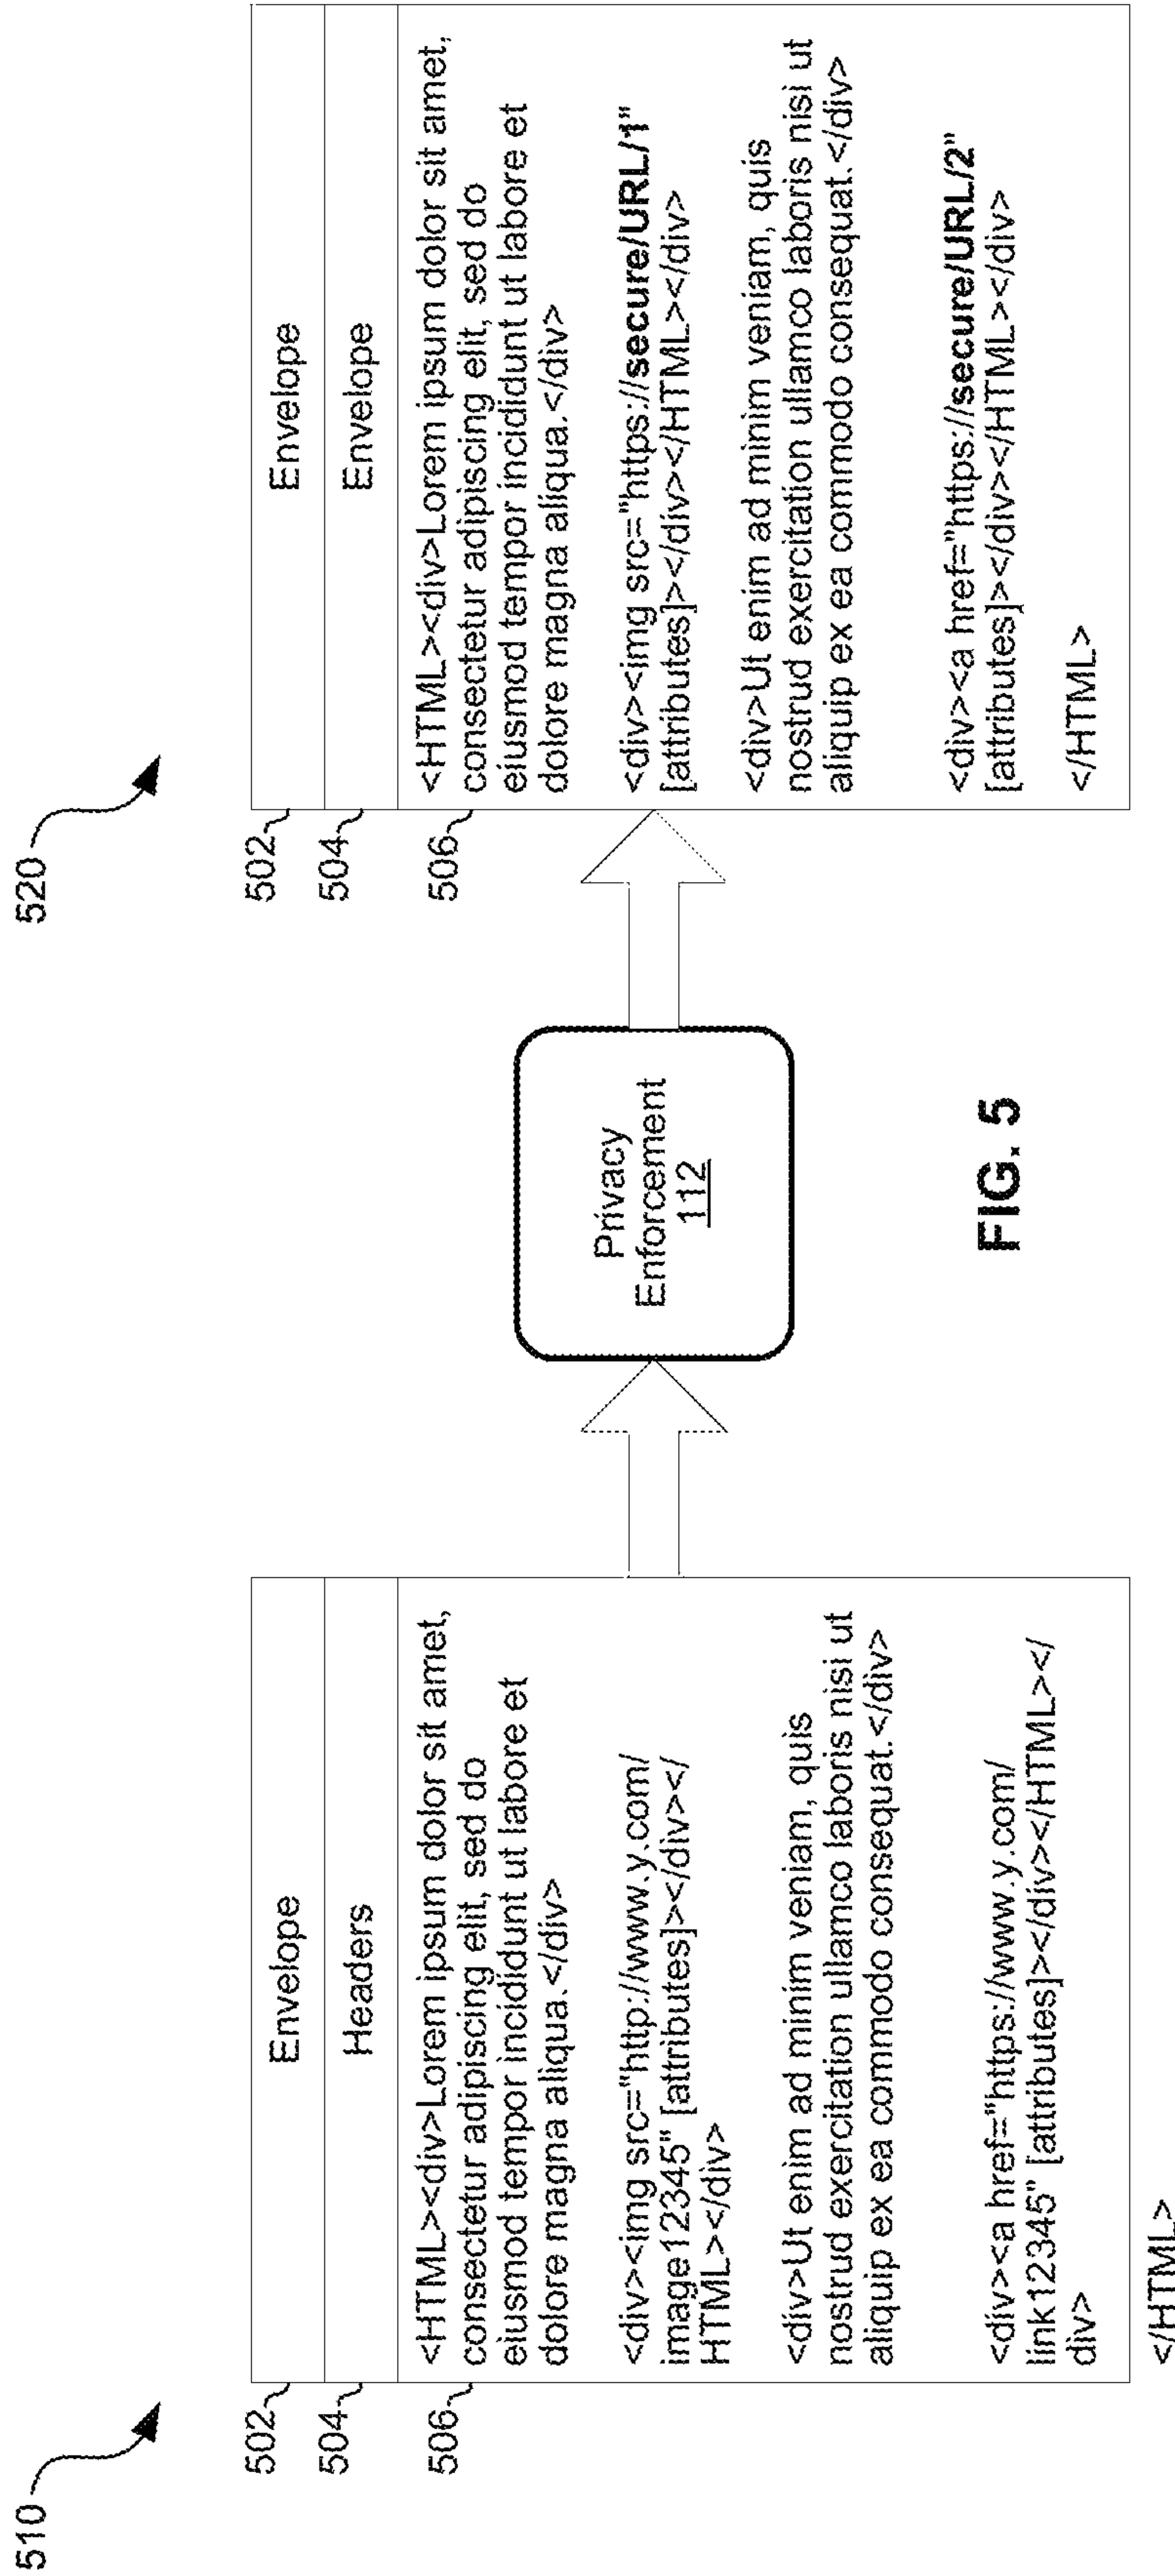 510
502
Envelope
504
Headers
506
<HTML><div>Lorem ipsum dolor sit amet,
consectetur adipiscing elit, sed do
eiusmod tempor incididunt ut labore et
dolore magna aliqua.</div>
<div><img src="http://www.y.com/
image12345" [attributes]></div></
HTML></div>
<div>Ut enim ad minim veniam, quis
nostrud exercitation ullamco laboris nisi ut
aliquip ex ea commodo consequat.</div>
<div><a href="https://www.y.com/
link12345" [attributes]></div></HTML></
div>
</HTML>
Privacy
Enforcement
112
520
502
Envelope
504
Envelope
506
<HTML><div>Lorem ipsum dolor sit amet,
consectetur adipiscing elit, sed do
eiusmod tempor incididunt ut labore et
dolore magna aliqua.</div>
<div><img src="https://secure/URL/1"
[attributes]></div></HTML></div>
<div>Ut enim ad minim veniam, quis
nostrud exercitation ullamco laboris nisi ut
aliquip ex ea commodo consequat.</div>
<div><a href="https://secure/URL/2"
[attributes]></div></HTML></div>
</HTML>
FIG. 5